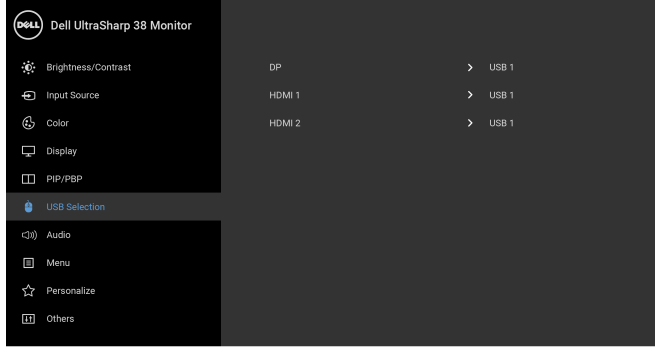 DELL Dell UltraSharp 38 Monitor
Brightness/Contrast DP USB 1
Input Source HDMI 1 USB 1
Color HDMI 2 USB 1
Display
PIP/PBP
USB Selection
Audio
Menu
Personalize
Others